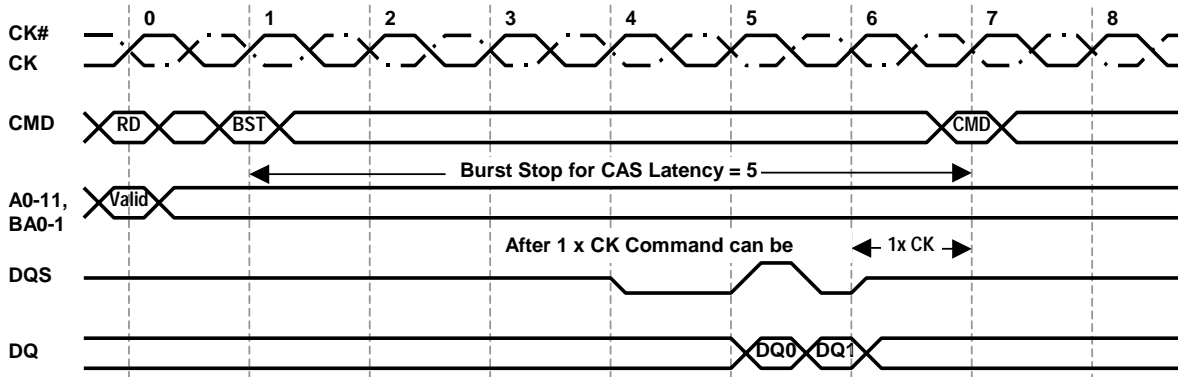 0 1 2 3 4 5 6 7 8
CK#
CK
CMD RD BST CMD
Burst Stop for CAS Latency = 5
A0-11, Valid
BA0-1
After 1 x CK Command can be 1x CK
DQS
DQ DQ0 DQ1